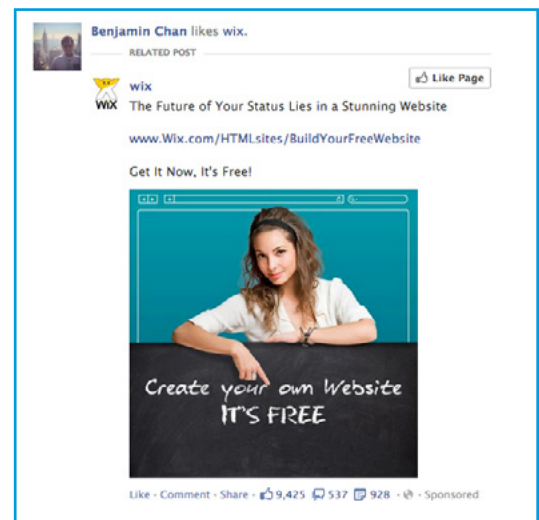 Benjamin Chan likes wix.
RELATED POST
Like Page
wix
WiX
The Future of Your Status Lies in a Stunning Website
www.Wix.com/HTMLsites/BuildYourFreeWebsite
Get It Now, It's Free!
Create your own Website
IT'S FREE
Like · Comment · Share · 9,425 537 928 · Sponsored